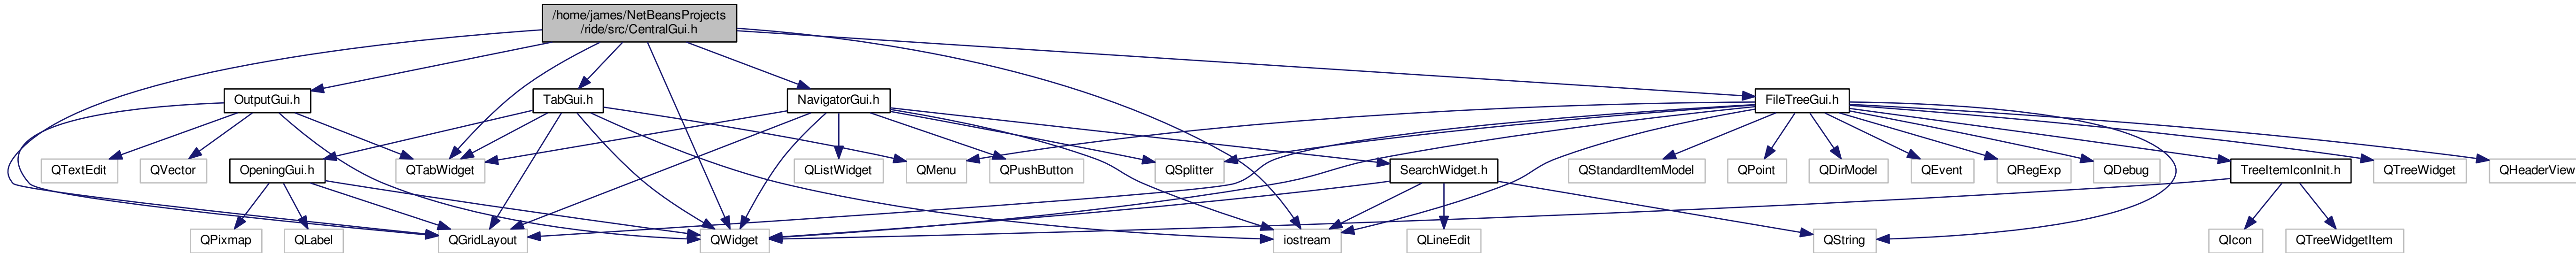 /home/james/NetBeansProjects
/ride/src/CentralGui.h
OutputGui.h
TabGui.h
NavigatorGui.h
FileTreeGui.h
QTextEdit
QVector
OpeningGui.h
QTabWidget
QListWidget
QMenu
QPushButton
QSplitter
SearchWidget.h
QStandardItemModel
QPoint
QDirModel
QEvent
QRegExp
QDebug
TreeItemIconInit.h
QTreeWidget
QHeaderView
QPixmap
QLabel
QGridLayout
QWidget
iostream
QLineEdit
QString
QIcon
QTreeWidgetItem